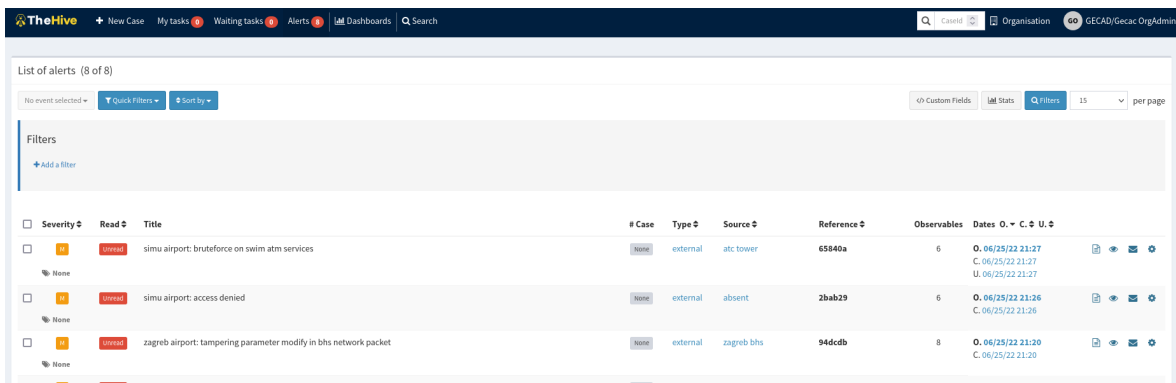 TheHive + New Case My tasks 0 Waiting tasks 0 Alerts 8 Dashboards Search CaseId Organisation GO GECAD/Gecac OrgAdmin
List of alerts (8 of 8)
No event selected Quick Filters Sort by </> Custom Fields Stats Filters 15 per page
Filters
+ Add a filter
Severity Read Title # Case Type Source Reference Observables Dates O. C. U.
M Unread simu airport: bruteforce on swim atm services None external atc tower 65840a 6 O. 06/25/22 21:27
C. 06/25/22 21:27
None U. 06/25/22 21:27
M Unread simu airport: access denied None external absent 2bab29 6 O. 06/25/22 21:26
C. 06/25/22 21:26
None
M Unread zagreb airport: tampering parameter modify in bhs network packet None external zagreb bhs 94dcdb 8 O. 06/25/22 21:20
C. 06/25/22 21:20
None